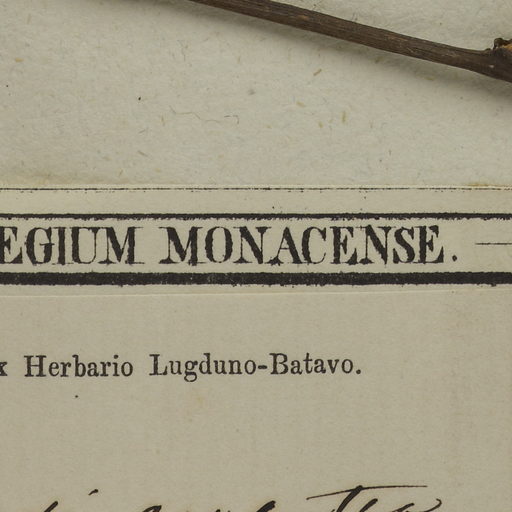 EGIUM MONACENSE. —
x Herbario Lugduno-Batavo.